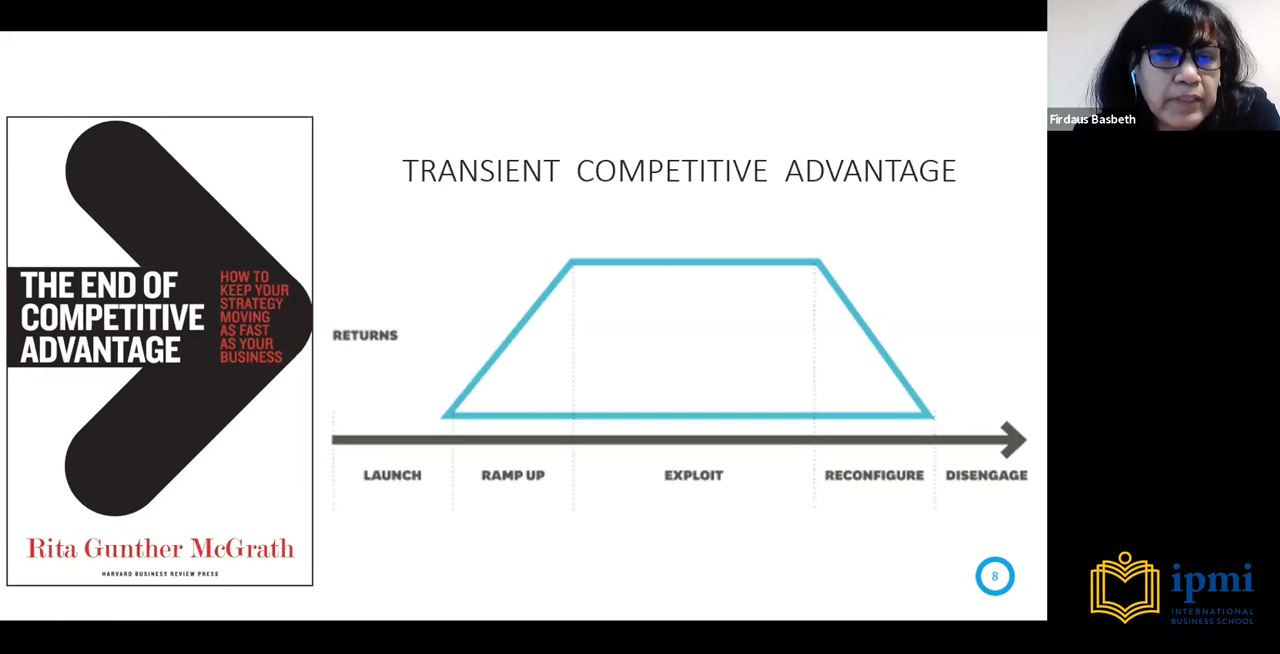 Firdaus Basbeth
TRANSIENT COMPETITIVE ADVANTAGE
THE END OF
COMPETITIVE
ADVANTAGE
HOW TO
KEEP YOUR
STRATEGY
MOVING
AS FAST
AS YOUR
BUSINESS
Rita Gunther McGrath
HARVARD BUSINESS REVIEW PRESS
RETURNS
LAUNCH
RAMP UP
EXPLOIT
RECONFIGURE
DISENGAGE
8
ipmi
INTERNATIONAL
BUSINESS SCHOOL